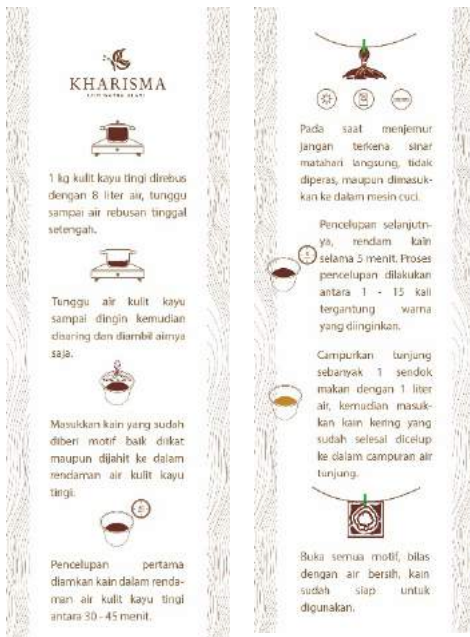 KHARISMA
1 kg kulit kayu tingi direbus
dengan 8 liter air, tunggu
sampai air rebusan tinggal
setengah.
Tunggu air kulit kayu
sampai dingin kemudian
disaring dan diambil airnya
saja.
Masukkan kain yang sudah
diberi motif baik diikat
maupun dijahit ke dalam
rendaman air kulit kayu
tingi.
Pencelupan pertama
diamkan kain dalam renda-
man air kulit kayu tingi
antara 30 - 45 menit.
Pada saat menjemur
jangan terkena sinar
matahari langsung, tidak
diperas, maupun dimasuk-
kan ke dalam mesin cuci.
Pencelupan selanjutn-
ya, rendam kain
selama 5 menit. Proses
pencelupan dilakukan
antara 1 - 15 kali
tergantung warna
yang diinginkan.
Campurkan tunjung
sebanyak 1 sendok
makan dengan 1 liter
air, kemudian masuk-
kan kain kering yang
sudah selesai dicelup
ke dalam campuran air
tunjung.
Buka semua motif, bilas
dengan air bersih, kain
sudah siap untuk
digunakan.